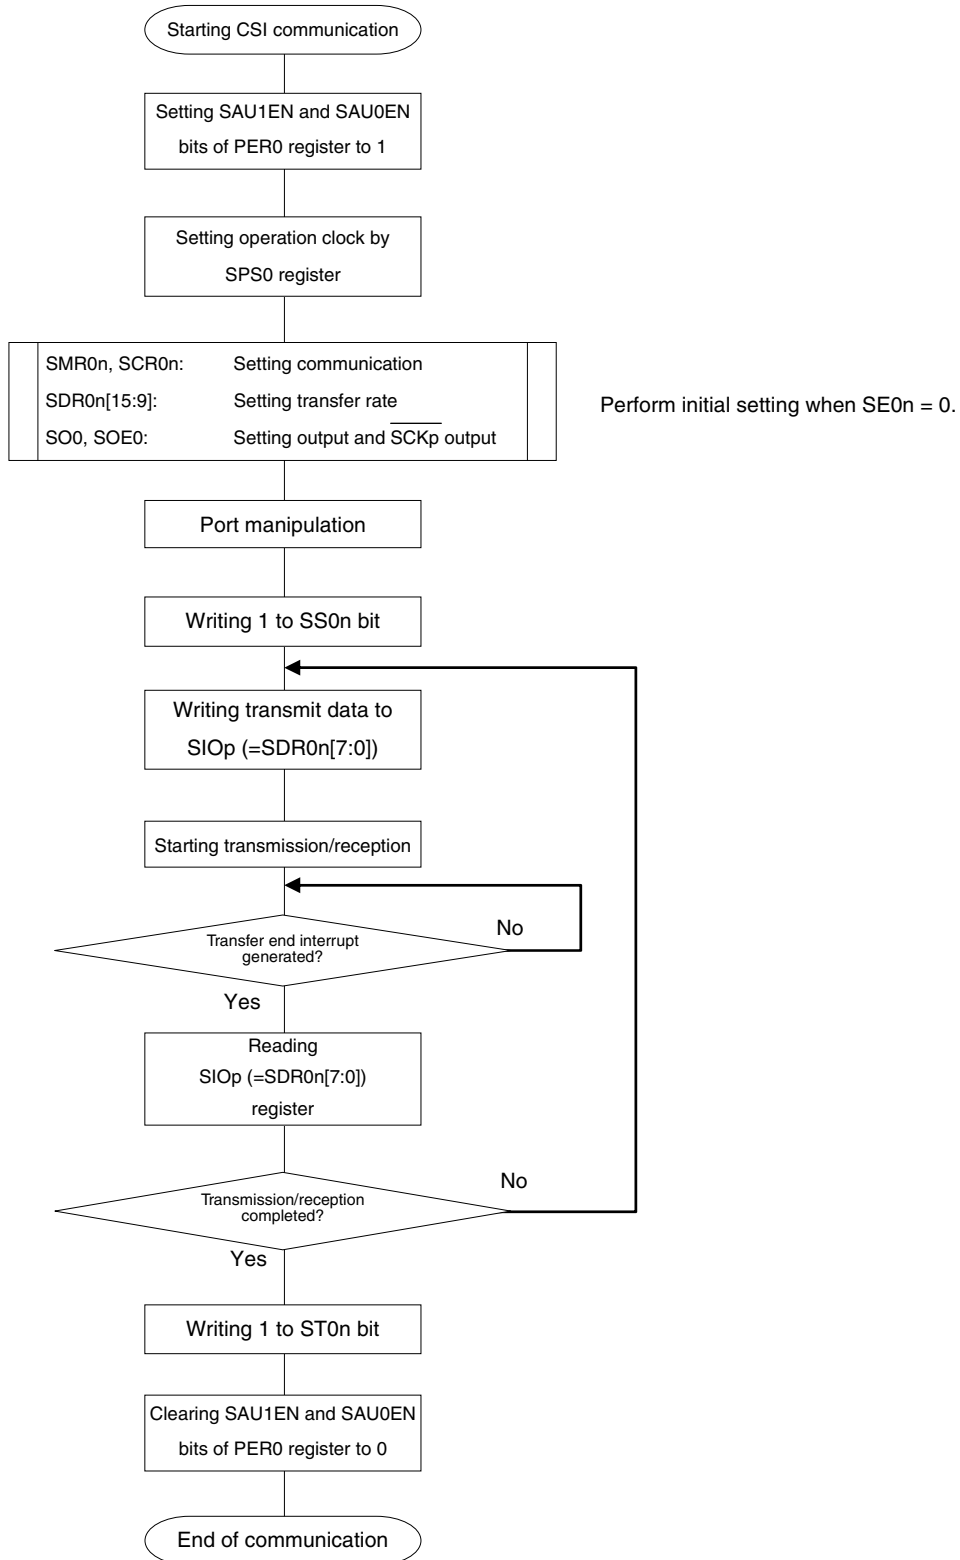 Starting CSI communication
Setting SAU1EN and SAU0EN
bits of PER0 register to 1
Setting operation clock by
SPS0 register
SMR0n, SCR0n: Setting communication
SDR0n[15:9]: Setting transfer rate
SO0, SOE0: Setting output and S̅C̅K̅p̅ output
Perform initial setting when SE0n = 0.
Port manipulation
Writing 1 to SS0n bit
Writing transmit data to
SIOp (=SDR0n[7:0])
Starting transmission/reception
No
Transfer end interrupt
generated?
Yes
Reading
SIOp (=SDR0n[7:0])
register
No
Transmission/reception
completed?
Yes
Writing 1 to ST0n bit
Clearing SAU1EN and SAU0EN
bits of PER0 register to 0
End of communication